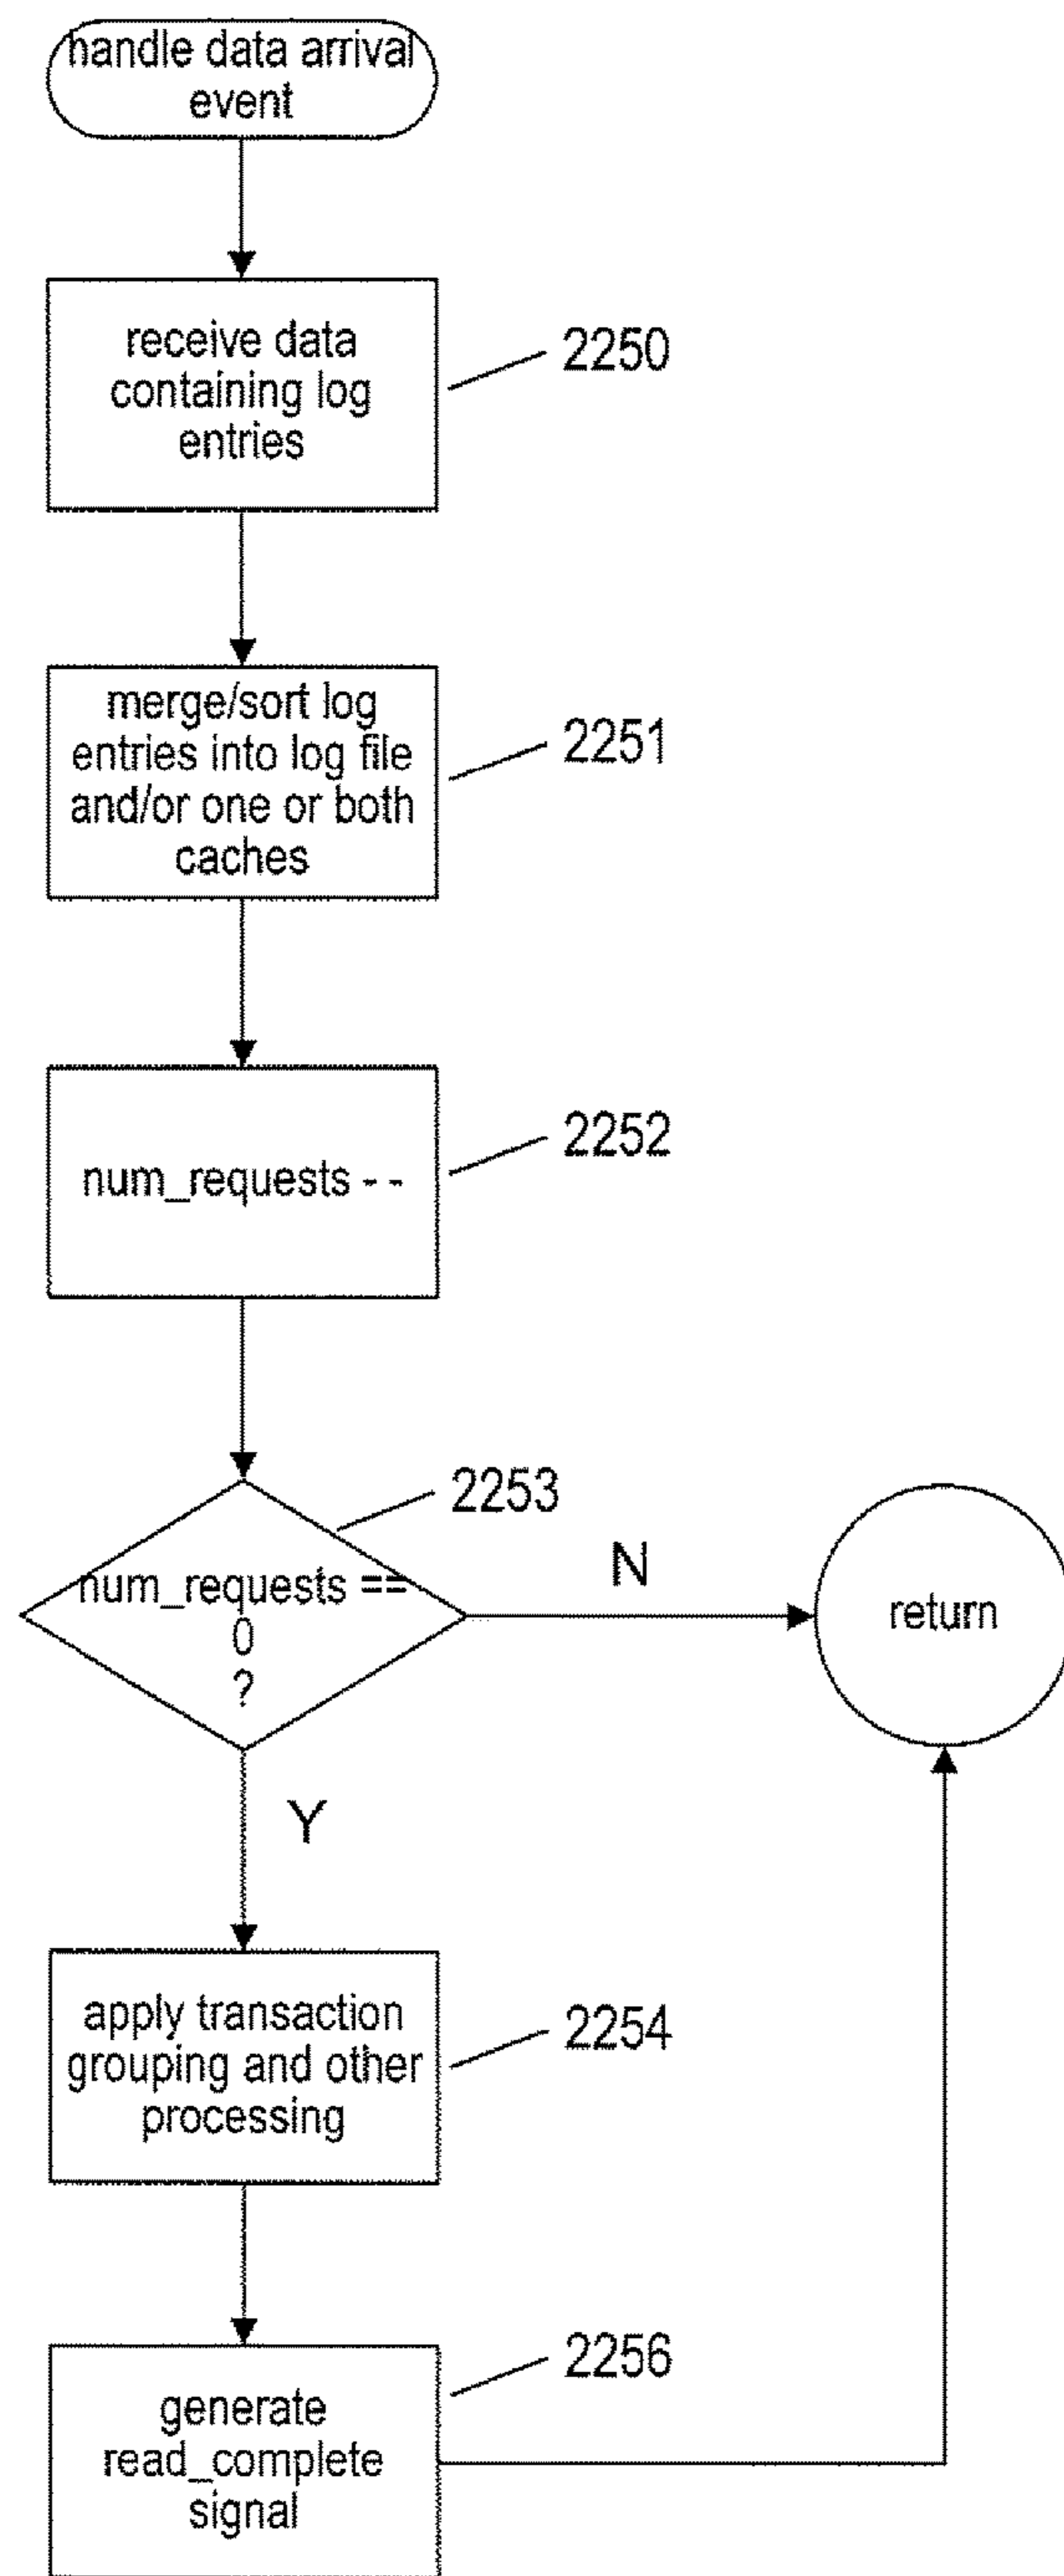 handle data arrival
event
receive data
containing log
entries
2250
merge/sort log
entries into log file
and/or one or both
caches
2251
num_requests - -
2252
2253
num_requests ==
0
?
N
return
Y
apply transaction
grouping and other
processing
2254
generate
read_complete
signal
2256